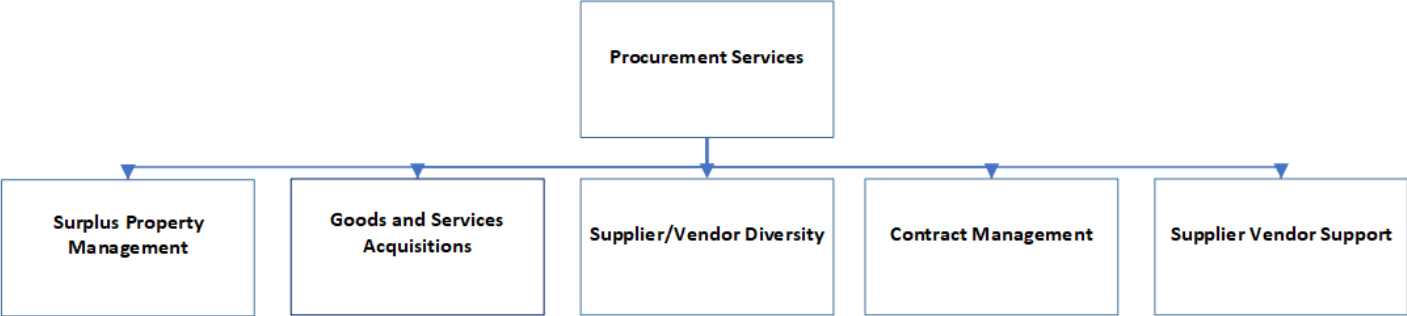 Procurement Services
Surplus Property
Management
Goods and Services
Acquisitions
Supplier/Vendor Diversity
Contract Management
Supplier Vendor Support